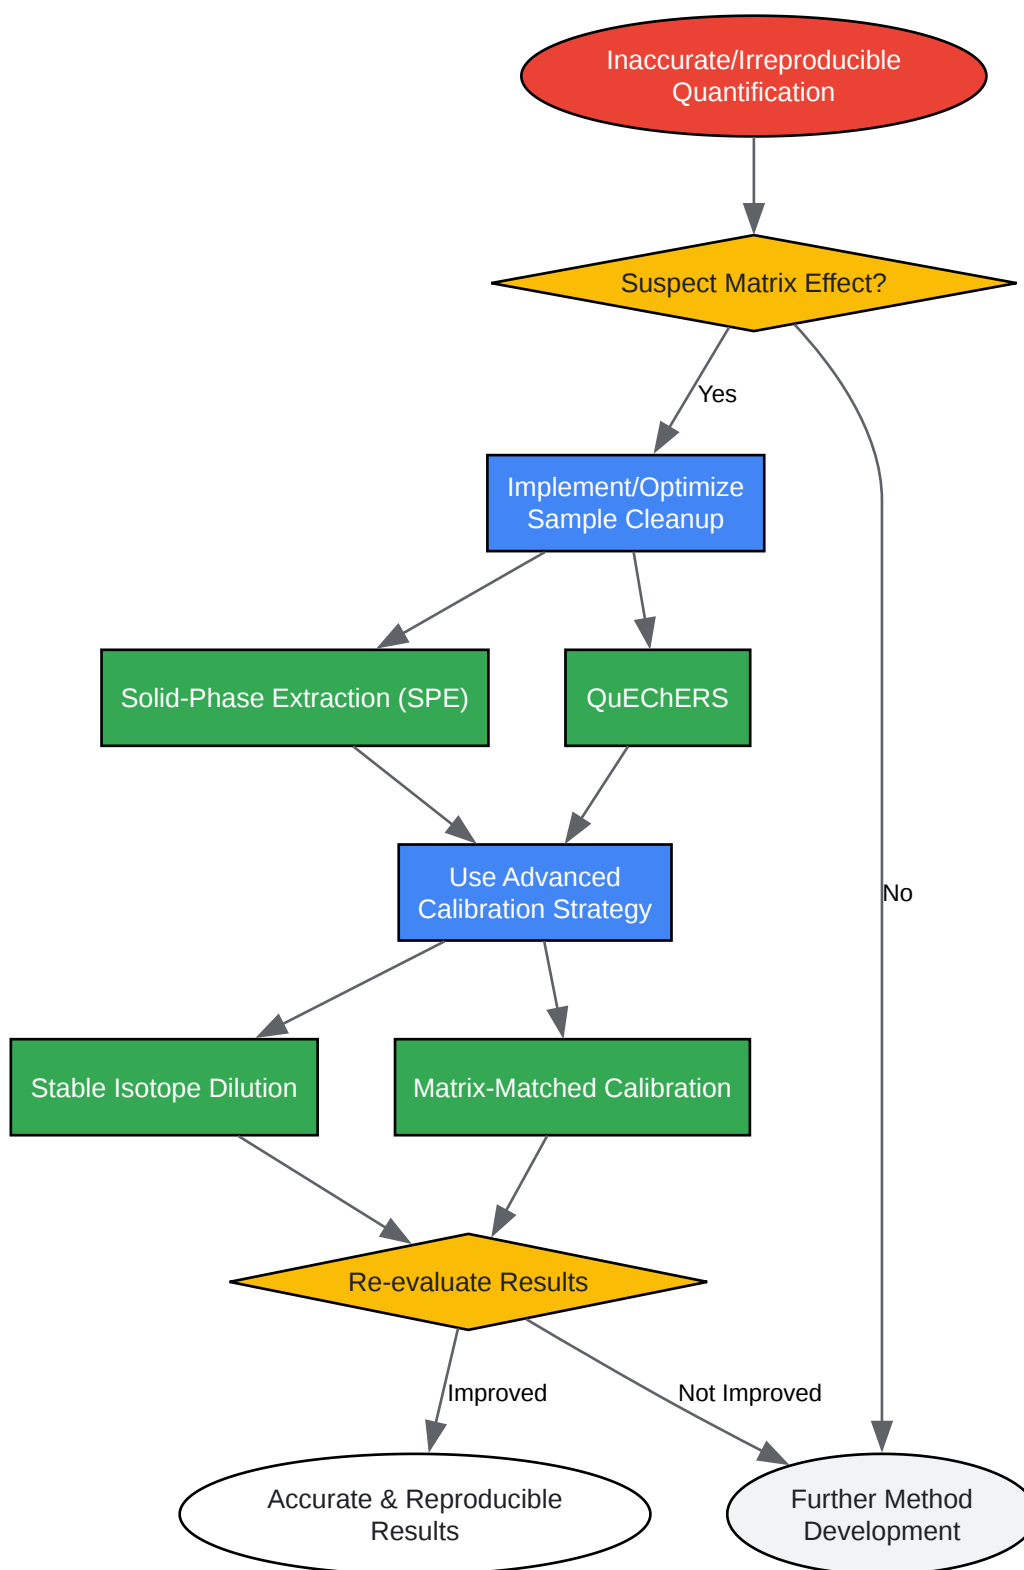 Inaccurate/Irreproducible
Quantification
Suspect Matrix Effect?
Yes
Implement/Optimize
Sample Cleanup
Solid-Phase Extraction (SPE)
QuEChERS
Use Advanced
Calibration Strategy
No
Stable Isotope Dilution
Matrix-Matched Calibration
Re-evaluate Results
Improved
Not Improved
Accurate & Reproducible
Results
Further Method
Development